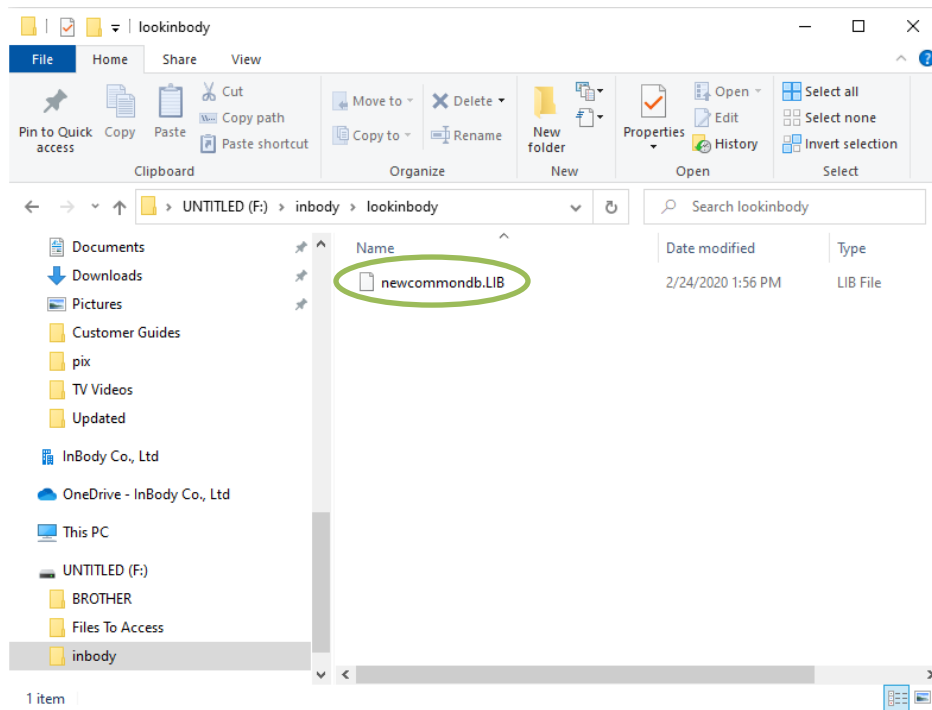 lookinbody
File Home Share View
Pin to Quick access
Copy
Paste
Cut
Copy path
Paste shortcut
Clipboard
Move to
Copy to
Delete
Rename
Organize
New folder
New
Properties
Open
Edit
History
Open
Select all
Select none
Invert selection
Select
UNTITLED (F:) inbody lookinbody
Search lookinbody
Name Date modified Type
newcommondb.LIB 2/24/2020 1:56 PM LIB File
Documents
Downloads
Pictures
Customer Guides
pix
TV Videos
Updated
InBody Co., Ltd
OneDrive - InBody Co., Ltd
This PC
UNTITLED (F:)
BROTHER
Files To Access
inbody
1 item